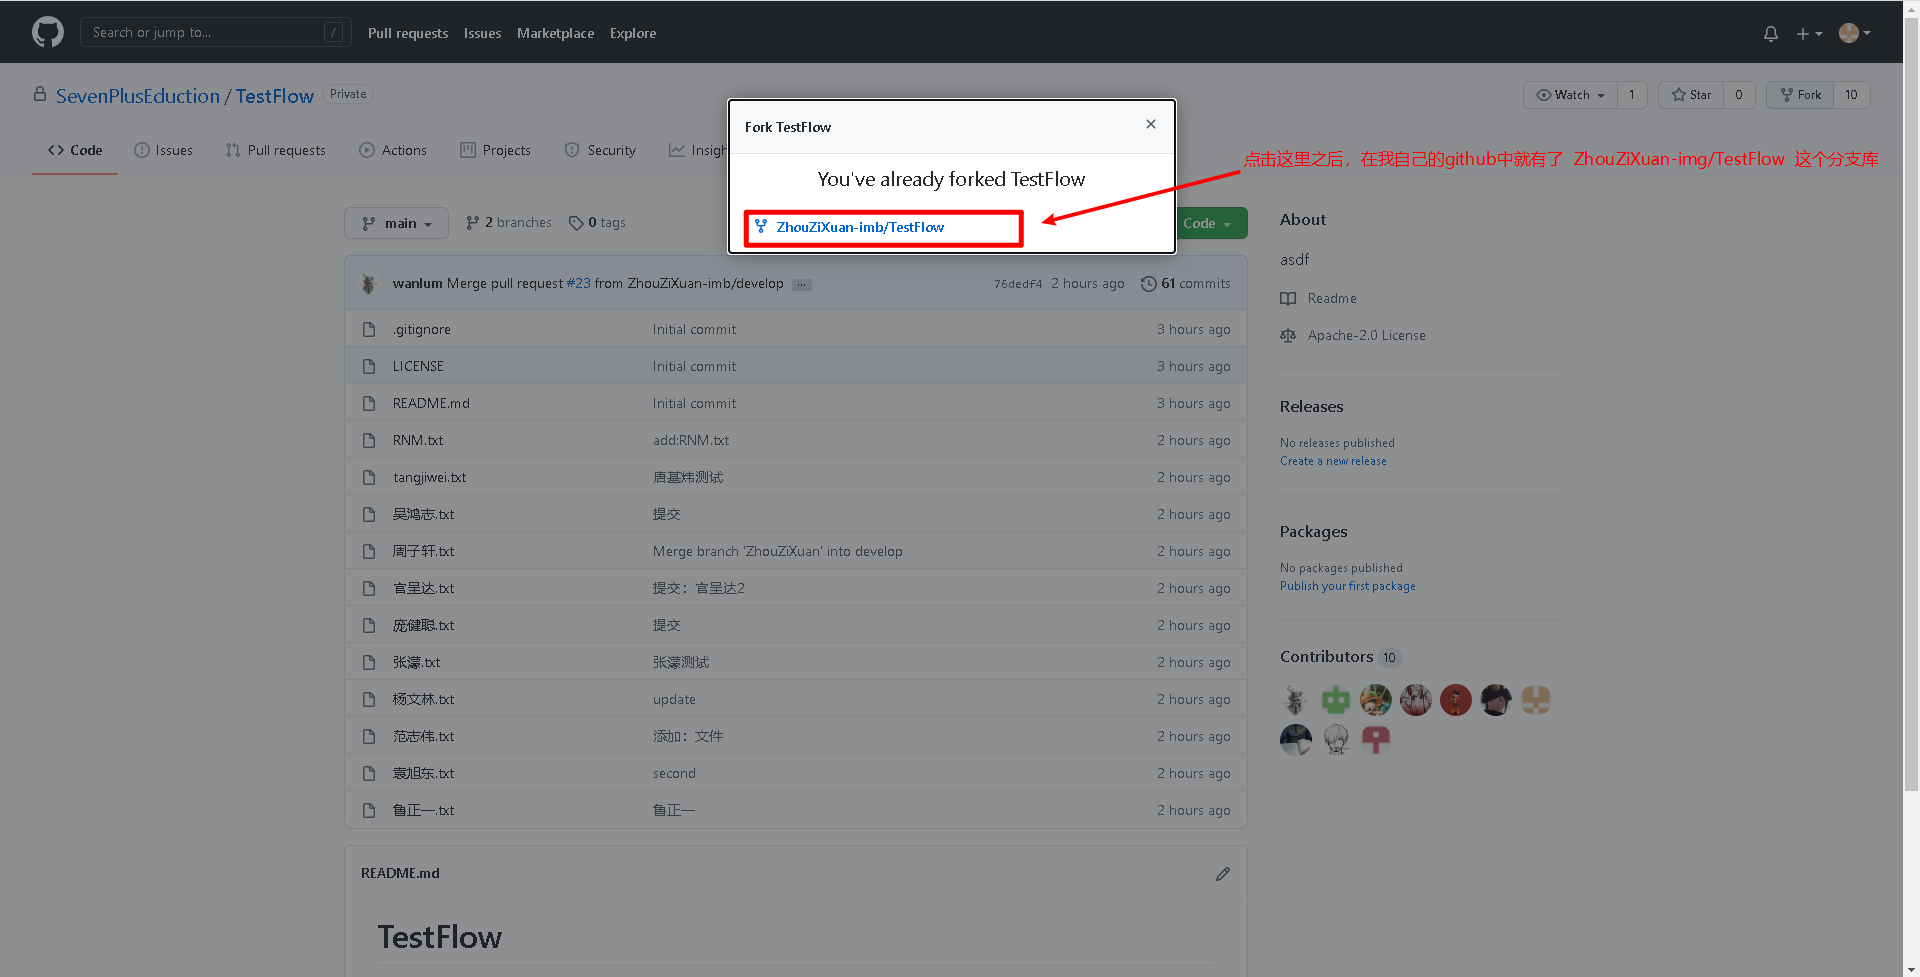 Search or jump to... /
Pull requests Issues Marketplace Explore
SevenPlusEduction / TestFlow Private
Watch 1 Star 0 Fork 10
Code Issues Pull requests Actions Projects Security Insigh
Fork TestFlow ×
You've already forked TestFlow
ZhouZiXuan-imb/TestFlow
点击这里之后，在我自己的github中就有了 ZhouZiXuan-img/TestFlow 这个分支库
main 2 branches 0 tags Code
wanlum Merge pull request #23 from ZhouZiXuan-imb/develop ... 76dedf4 2 hours ago 61 commits
.gitignore Initial commit 3 hours ago
LICENSE Initial commit 3 hours ago
README.md Initial commit 3 hours ago
RNM.txt add:RNM.txt 2 hours ago
tangjiwei.txt 唐基炜测试 2 hours ago
吴鸿志.txt 提交 2 hours ago
周子轩.txt Merge branch 'ZhouZiXuan' into develop 2 hours ago
官呈达.txt 提交：官呈达2 2 hours ago
庞健聪.txt 提交 2 hours ago
张濛.txt 张濛测试 2 hours ago
杨文林.txt update 2 hours ago
范志伟.txt 添加：文件 2 hours ago
袁旭东.txt second 2 hours ago
鲁正一.txt 鲁正一 2 hours ago
README.md
TestFlow
About
asdf
Readme
Apache-2.0 License
Releases
No releases published
Create a new release
Packages
No packages published
Publish your first package
Contributors 10